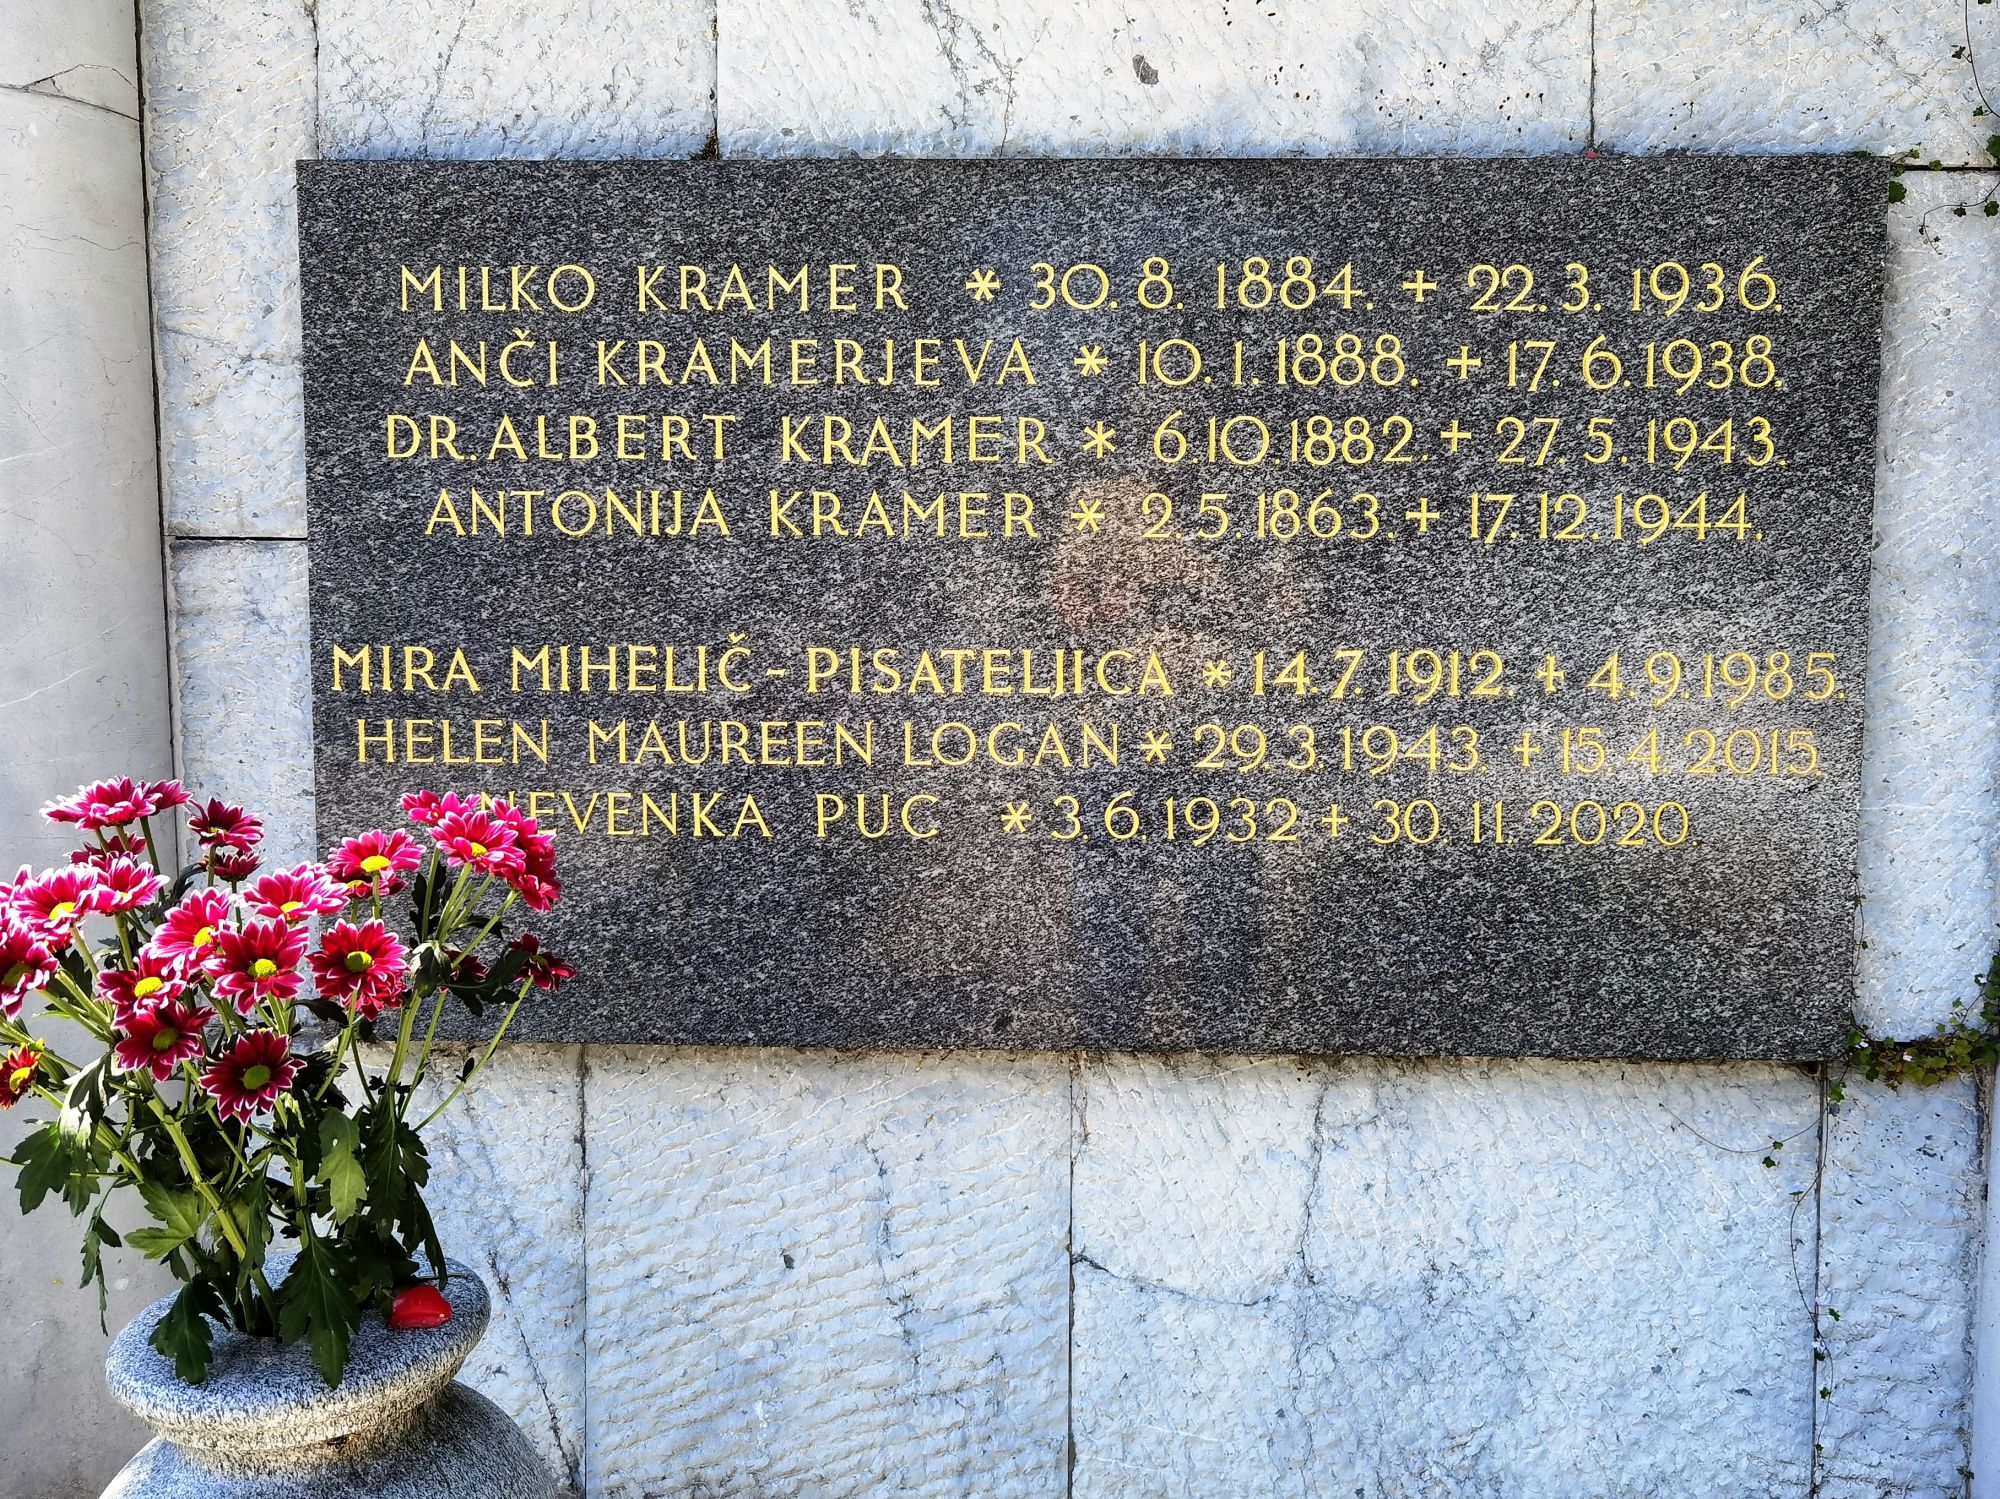 MILKO KRAMER * 30. 8. 1884. + 22. 3. 1936.
ANČI KRAMERJEVA * 10. 1. 1888. + 17. 6. 1938.
DR. ALBERT KRAMER * 6. 10. 1882. + 27. 5. 1943.
ANTONIJA KRAMER * 2. 5. 1863. + 17. 12. 1944.
MIRA MIHELIČ - PISATELJICA * 14. 7. 1912. + 4. 9. 1985.
HELEN MAUREEN LOGAN * 29. 3. 1943. + 15. 4. 2015.
NEVENKA PUC * 3. 6. 1932 + 30. 11. 2020.